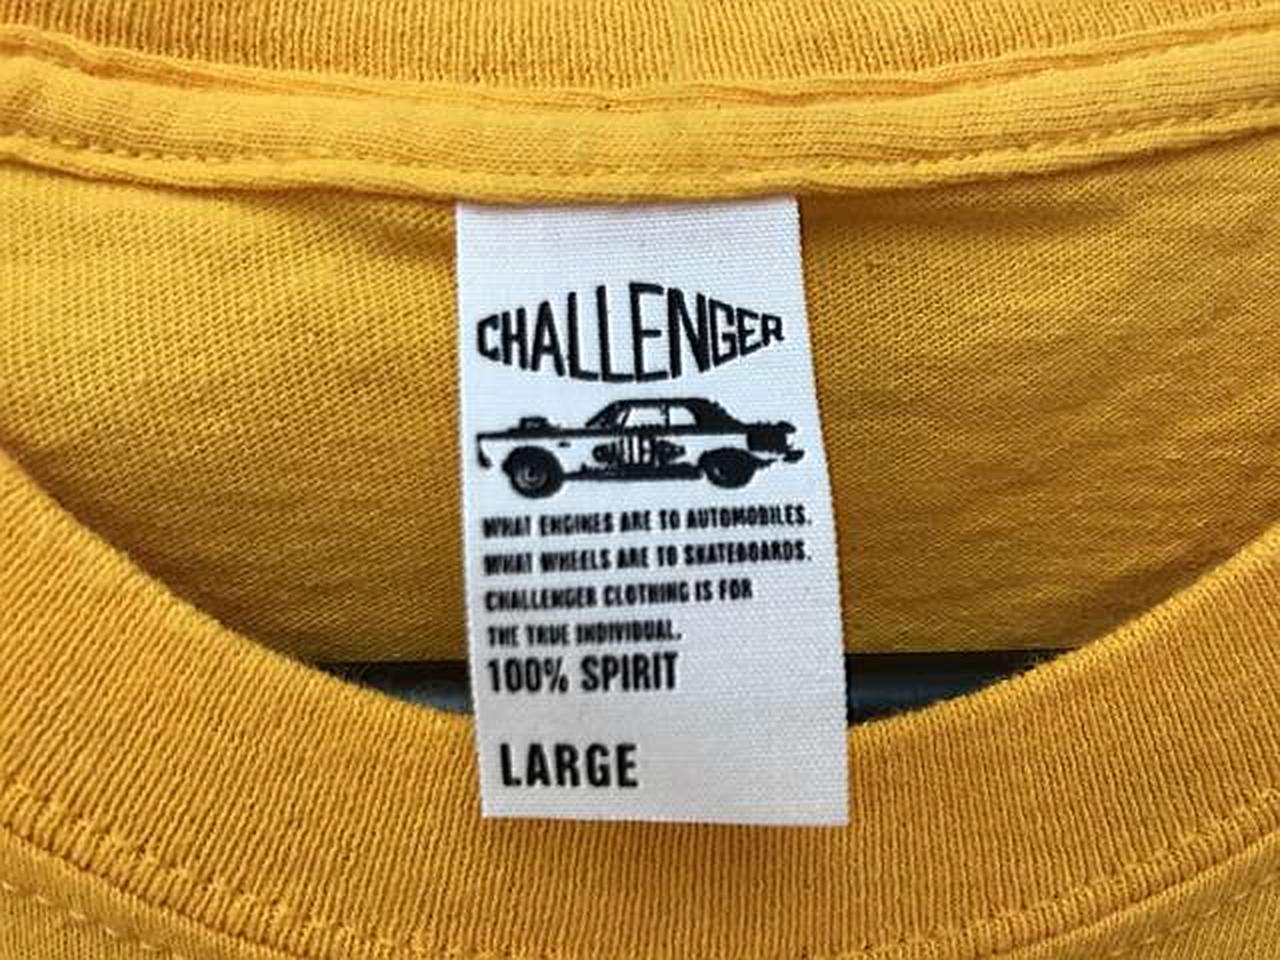 CHALLENGER
WHAT ENGINES ARE TO AUTOMOBILES.
WHAT WHEELS ARE TO SKATEBOARDS.
CHALLENGER CLOTHING IS FOR
THE TRUE INDIVIDUAL.
100% SPIRIT
LARGE